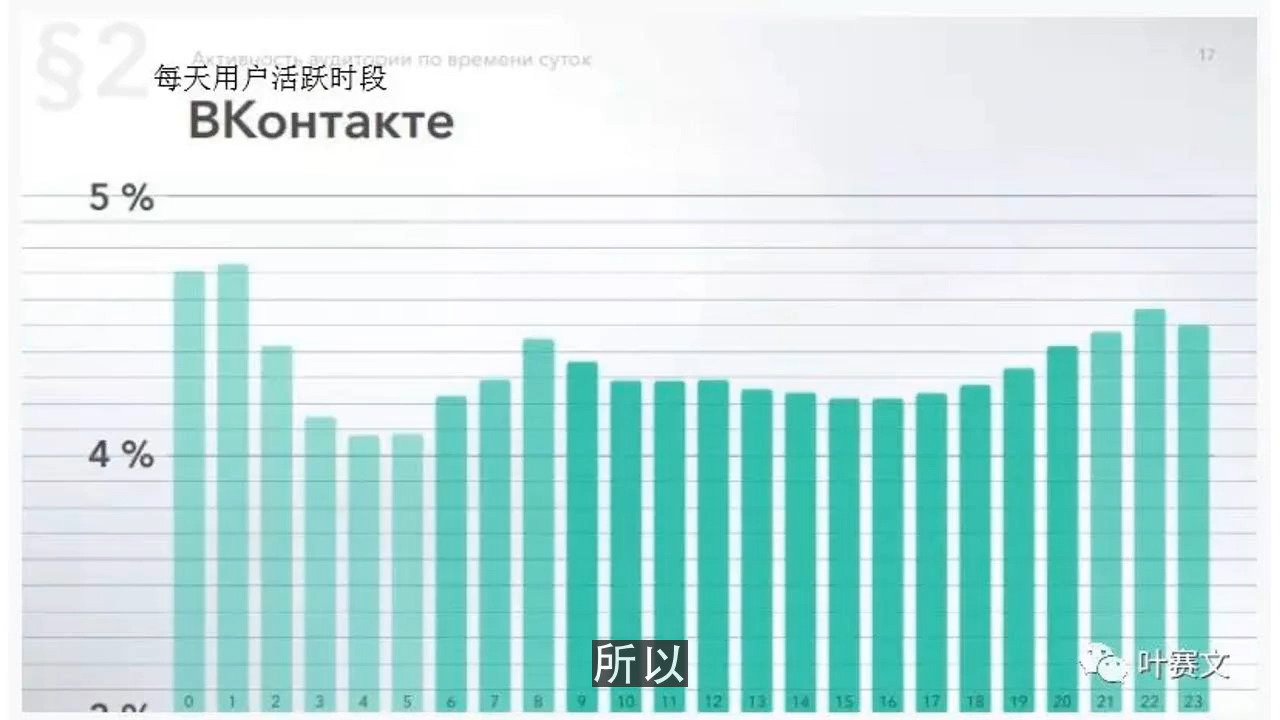 §2
Активность аудитории по времени суток
17
每天用户活跃时段
ВКонтакте
5 %
4 %
所以
叶赛文
0 1 2 3 4 5 6 7 8 9 10 11 12 13 14 15 16 17 18 19 20 21 22 23